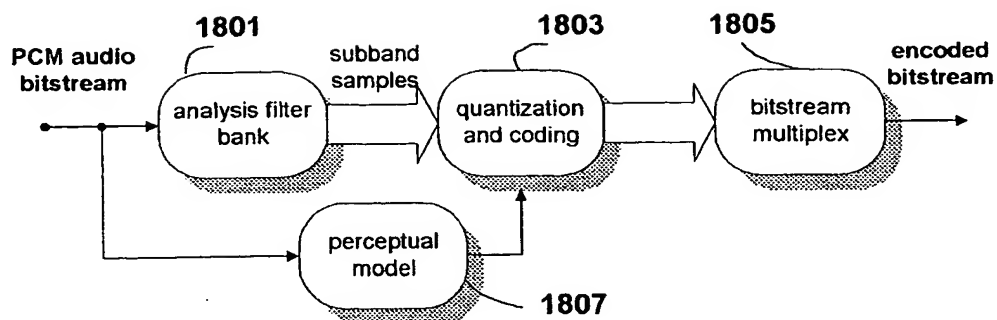 1801
1803
1805
PCM audio
bitstream
subband
samples
encoded
bitstream
analysis filter
bank
quantization
and coding
bitstream
multiplex
perceptual
model
1807